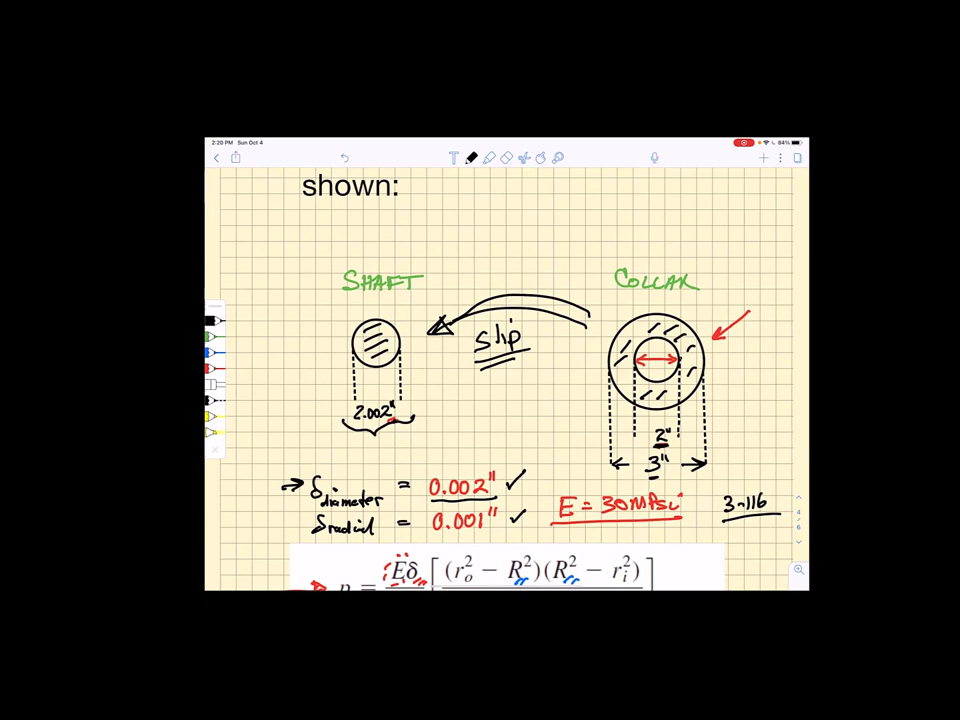 2:20 PM Sun Oct 4
84%
T
shown:
SHAFT
COLLAR
slip
2.002"
2"
3"
δdiameter = 0.002" ✓
δradial = 0.001" ✓
E = 30MPsi
3-116
p = Eδ [ (r_o^2 − R^2)(R^2 − r_i^2) ]